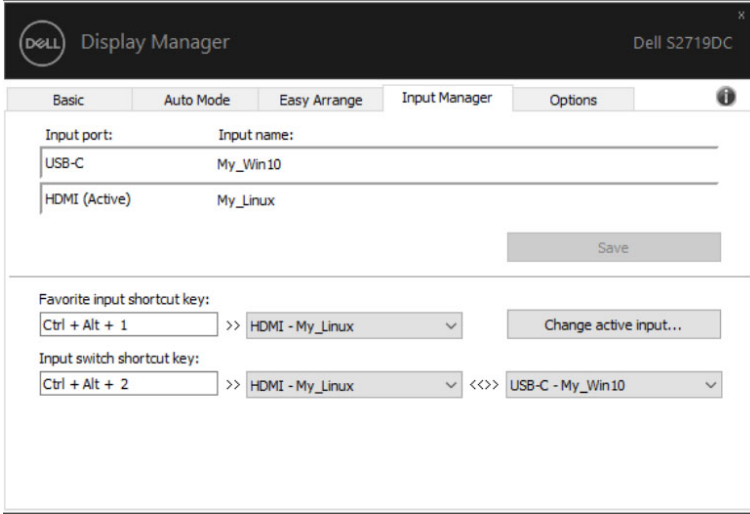 x
DELL Display Manager Dell S2719DC
Basic Auto Mode Easy Arrange Input Manager Options i
Input port: Input name:
USB-C My_Win10
HDMI (Active) My_Linux
Save
Favorite input shortcut key:
Ctrl + Alt + 1 >> HDMI - My_Linux Change active input...
Input switch shortcut key:
Ctrl + Alt + 2 >> HDMI - My_Linux <<>> USB-C - My_Win10